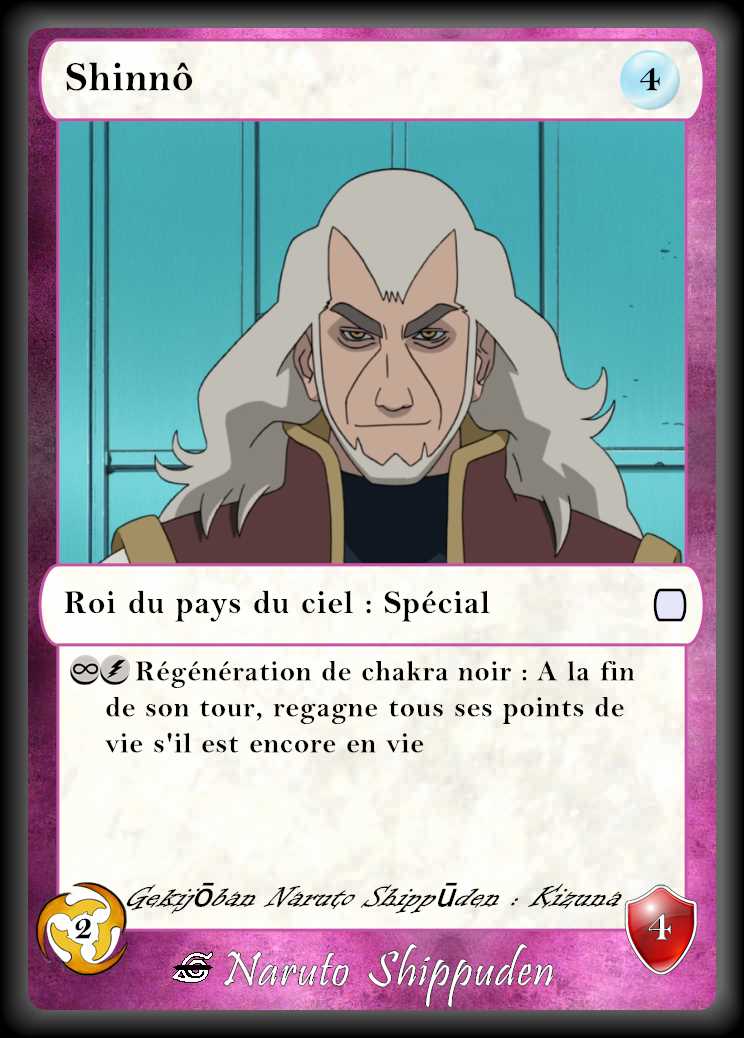 Shinnô
4
Roi du pays du ciel : Spécial
Régénération de chakra noir : A la fin
de son tour, regagne tous ses points de
vie s'il est encore en vie
Gekijōban Naruto Shippūden : Kizuna
2
4
Naruto Shippuden